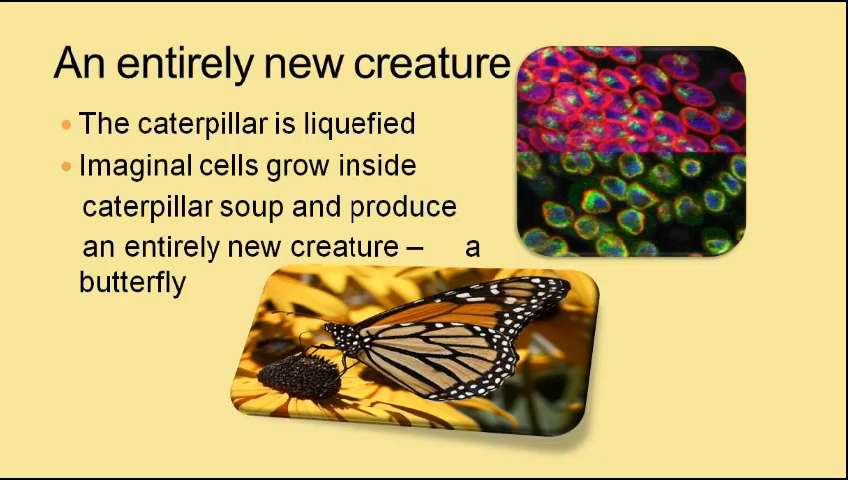 An entirely new creature
• The caterpillar is liquefied
• Imaginal cells grow inside
caterpillar soup and produce
an entirely new creature – a
butterfly